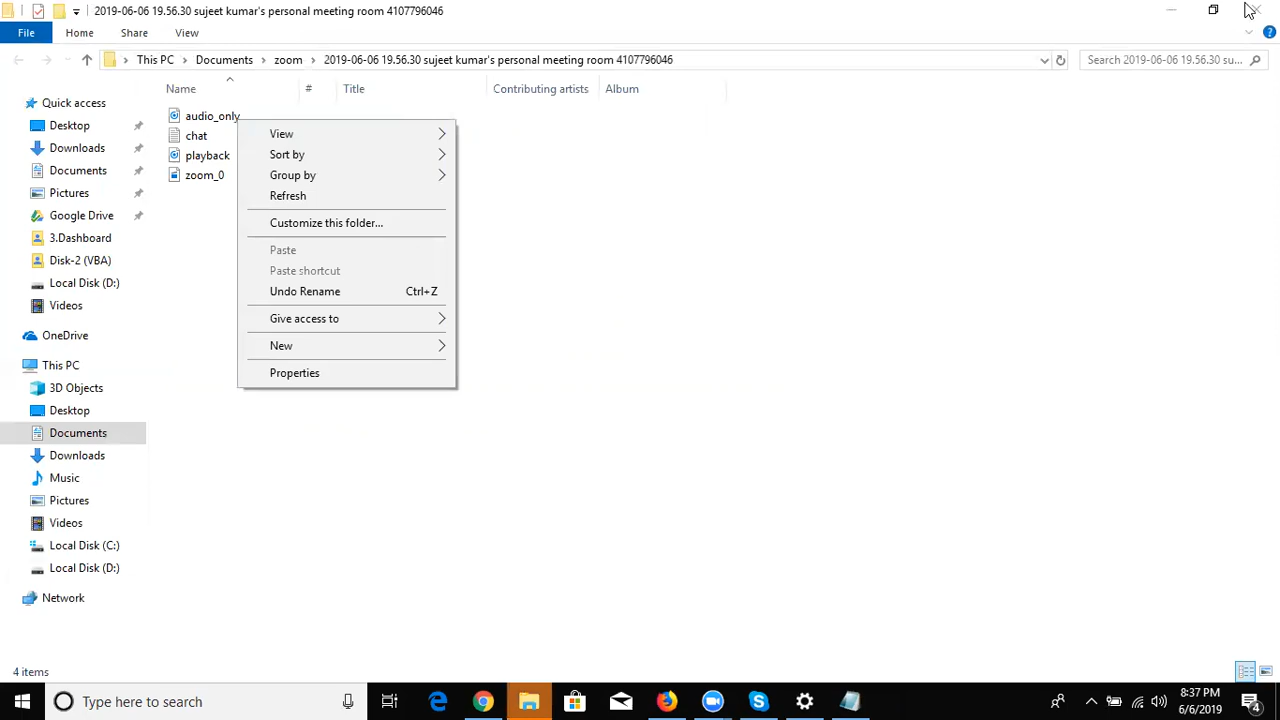 2019-06-06 19.56.30 sujeet kumar's personal meeting room 4107796046
File Home Share View
This PC Documents zoom 2019-06-06 19.56.30 sujeet kumar's personal meeting room 4107796046 Search 2019-06-06 19.56.30 su...
Name # Title Contributing artists Album
Quick access
Desktop
Downloads
Documents
Pictures
Google Drive
3.Dashboard
Disk-2 (VBA)
Local Disk (D:)
Videos
OneDrive
This PC
3D Objects
Desktop
Documents
Downloads
Music
Pictures
Videos
Local Disk (C:)
Local Disk (D:)
Network
audio_only
chat
playback
zoom_0
View
Sort by
Group by
Refresh
Customize this folder...
Paste
Paste shortcut
Undo Rename Ctrl+Z
Give access to
New
Properties
4 items
Type here to search
8:37 PM
6/6/2019
4